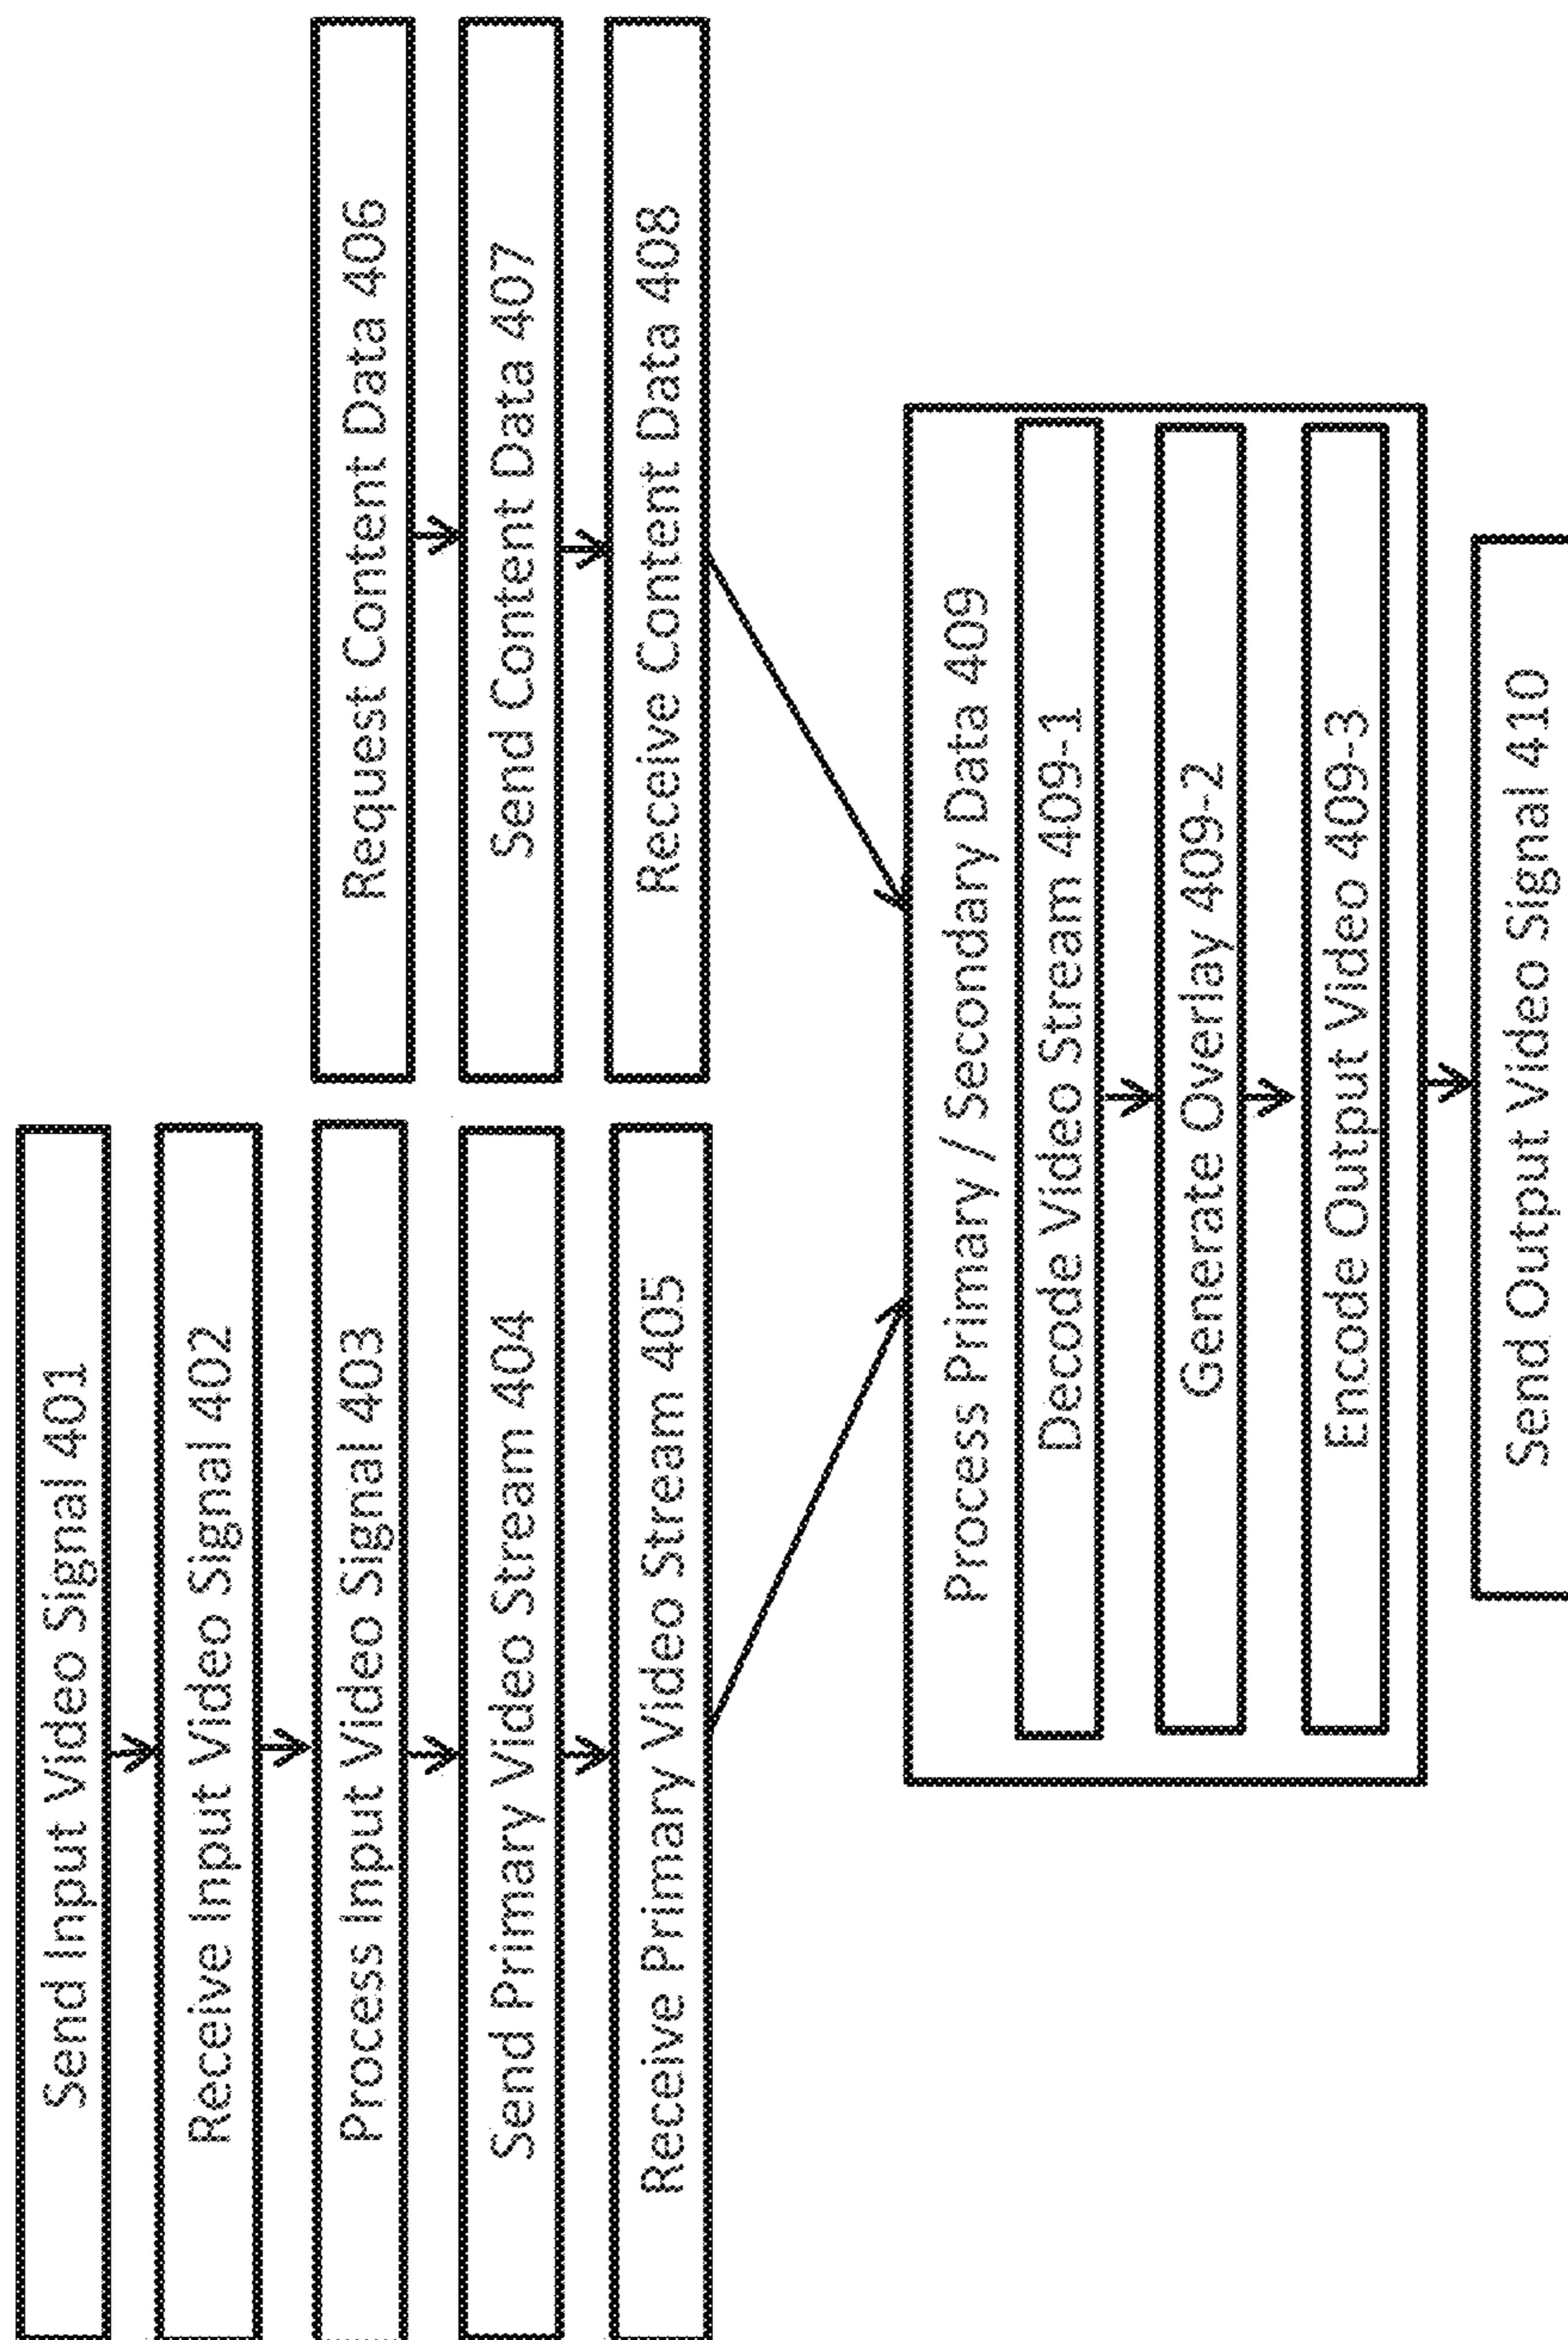 Send Input Video Signal 401
Receive Input Video Signal 402
Process Input Video Signal 403
Send Primary Video Stream 404
Receive Primary Video Stream 405
Request Content Data 406
Send Content Data 407
Receive Content Data 408
Process Primary / Secondary Data 409
Decode Video Stream 409-1
Generate Overlay 409-2
Encode Output Video 409-3
Send Output Video Signal 410